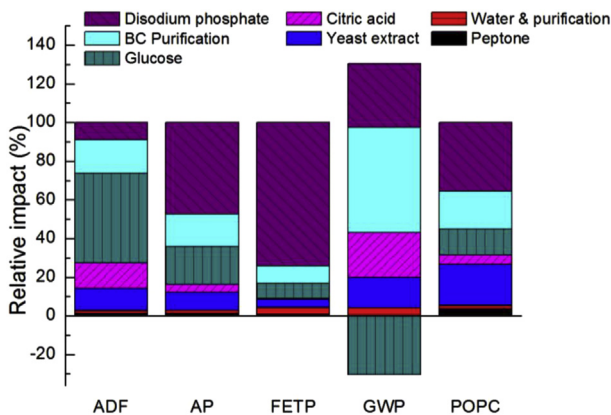 Disodium phosphate Citric acid Water & purification
BC Purification Yeast extract Peptone
Glucose
140
120
100
80
60
40
20
0
-20
Relative impact (%)
ADF AP FETP GWP POPC